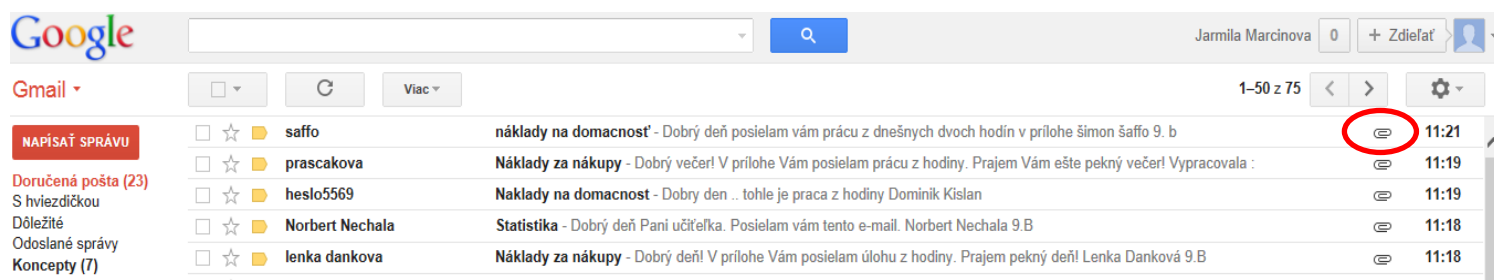 Google Jarmila Marcinova 0 + Zdieľať
Gmail Viac 1–50 z 75
NAPÍSAŤ SPRÁVU
Doručená pošta (23)
S hviezdičkou
Dôležité
Odoslané správy
Koncepty (7)
saffo náklady na domacnosť - Dobrý deň posielam vám prácu z dnešnych dvoch hodín v prílohe šimon šaffo 9. b 11:21
prascakova Náklady za nákupy - Dobrý večer! V prílohe Vám posielam prácu z hodiny. Prajem Vám ešte pekný večer! Vypracovala : 11:19
heslo5569 Naklady na domacnost - Dobry den .. tohle je praca z hodiny Dominik Kislan 11:19
Norbert Nechala Statistika - Dobrý deň Pani učiťeľka. Posielam vám tento e-mail. Norbert Nechala 9.B 11:18
lenka dankova Náklady za nákupy - Dobrý deň! V prílohe Vám posielam úlohu z hodiny. Prajem pekný deň! Lenka Danková 9.B 11:18